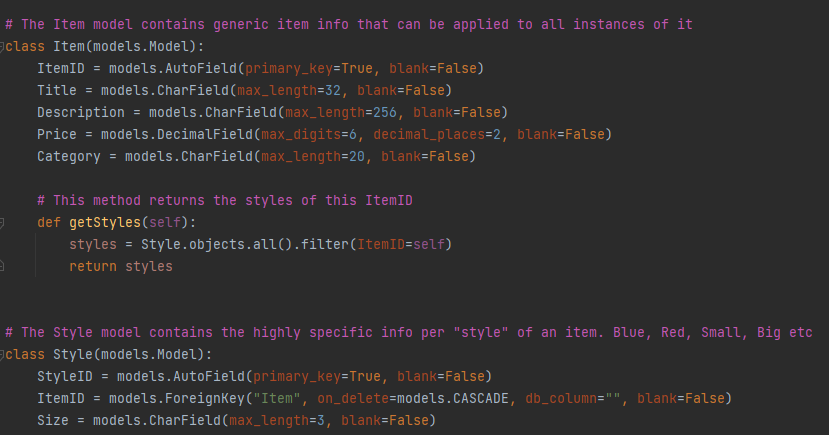 # The Item model contains generic item info that can be applied to all instances of it
class Item(models.Model):
    ItemID = models.AutoField(primary_key=True, blank=False)
    Title = models.CharField(max_length=32, blank=False)
    Description = models.CharField(max_length=256, blank=False)
    Price = models.DecimalField(max_digits=6, decimal_places=2, blank=False)
    Category = models.CharField(max_length=20, blank=False)
    # This method returns the styles of this ItemID
    def getStyles(self):
        styles = Style.objects.all().filter(ItemID=self)
        return styles
# The Style model contains the highly specific info per "style" of an item. Blue, Red, Small, Big etc
class Style(models.Model):
    StyleID = models.AutoField(primary_key=True, blank=False)
    ItemID = models.ForeignKey("Item", on_delete=models.CASCADE, db_column="", blank=False)
    Size = models.CharField(max_length=3, blank=False)